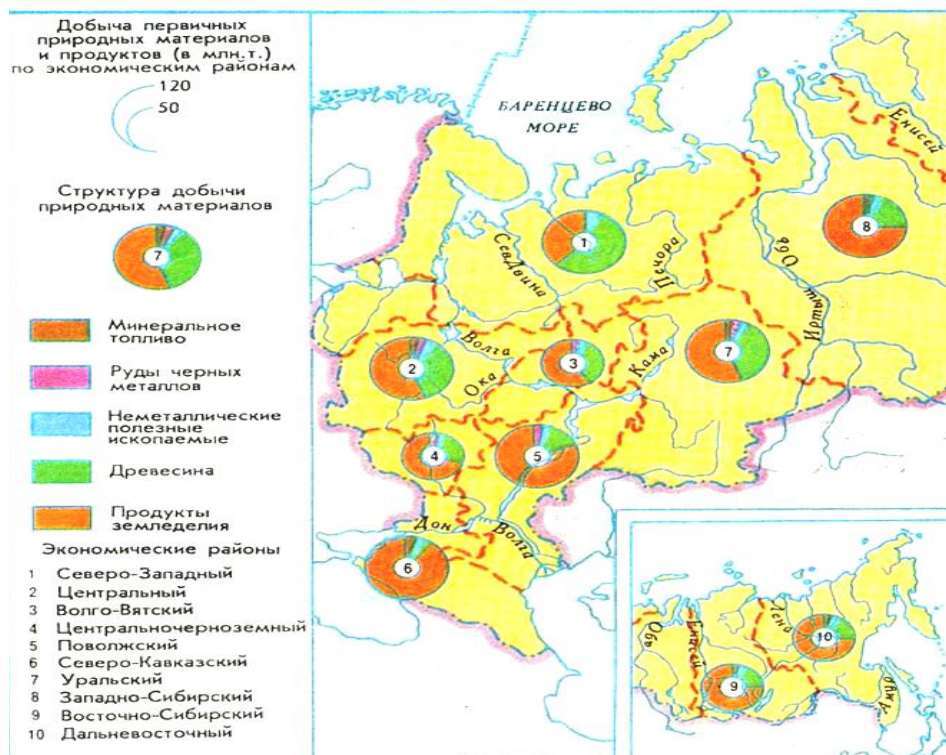 Добыча первичных
природных материалов
и продуктов (в млн.т.)
по экономическим районам
120
50
Структура добычи
природных материалов
7
Минеральное
топливо
Руды черных
металлов
Неметаллические
полезные
ископаемые
Древесина
Продукты
земледелия
Экономические районы
1 Северо-Западный
2 Центральный
3 Волго-Вятский
4 Центральночерноземный
5 Поволжский
6 Северо-Кавказский
7 Уральский
8 Западно-Сибирский
9 Восточно-Сибирский
10 Дальневосточный
БАРЕНЦЕВО
МОРЕ
Енисей
8
1
Сев.Двина
Печора
Обь
Иртыш
Волга
2
3
7
Ока
Кама
4
5
Дон
Волга
6
Обь
Енисей
Лена
10
9
Амур